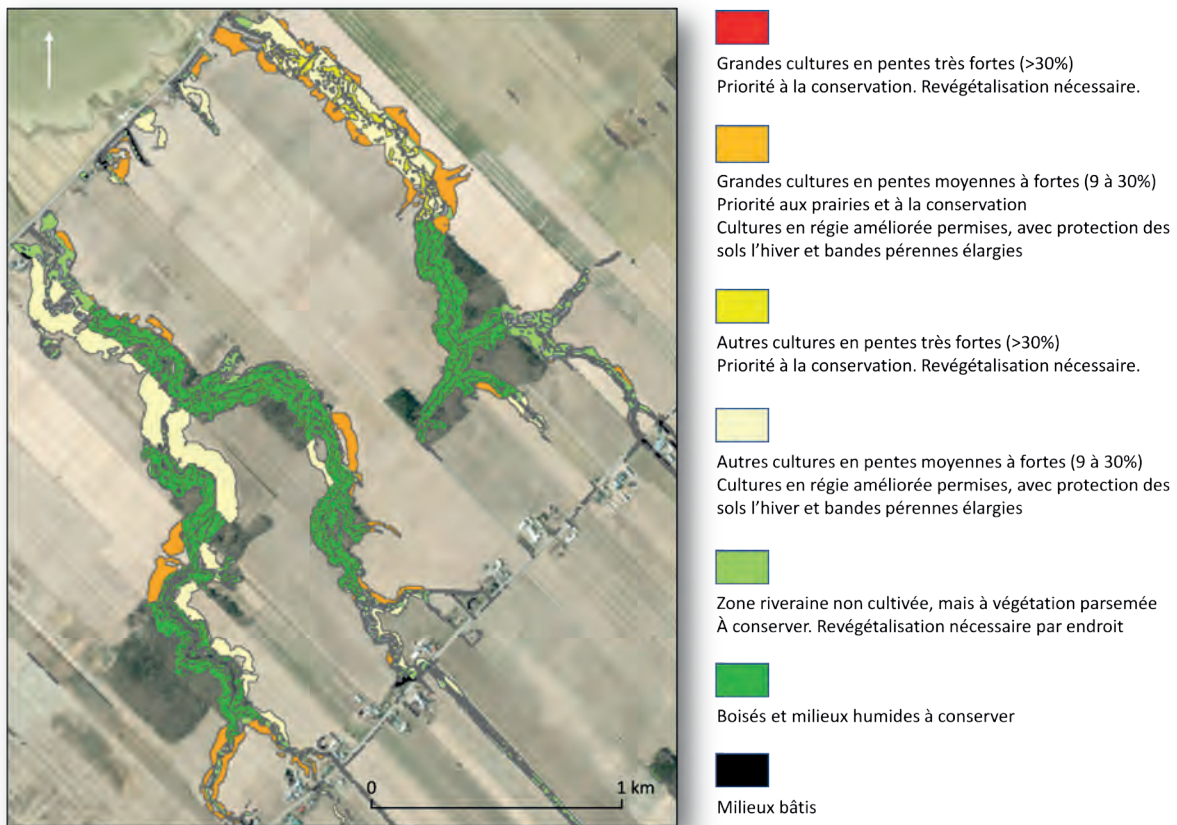 Grandes cultures en pentes très fortes (>30%)
Priorité à la conservation. Revégétalisation nécessaire.
Grandes cultures en pentes moyennes à fortes (9 à 30%)
Priorité aux prairies et à la conservation
Cultures en régie améliorée permises, avec protection des
sols l’hiver et bandes pérennes élargies
Autres cultures en pentes très fortes (>30%)
Priorité à la conservation. Revégétalisation nécessaire.
Autres cultures en pentes moyennes à fortes (9 à 30%)
Cultures en régie améliorée permises, avec protection des
sols l’hiver et bandes pérennes élargies
Zone riveraine non cultivée, mais à végétation parsemée
À conserver. Revégétalisation nécessaire par endroit
Boisés et milieux humides à conserver
Milieux bâtis
0 1 km